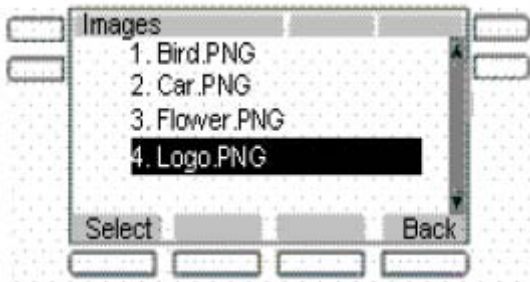 Images
1. Bird.PNG
2. Car.PNG
3. Flower.PNG
4. Logo.PNG
Select Back